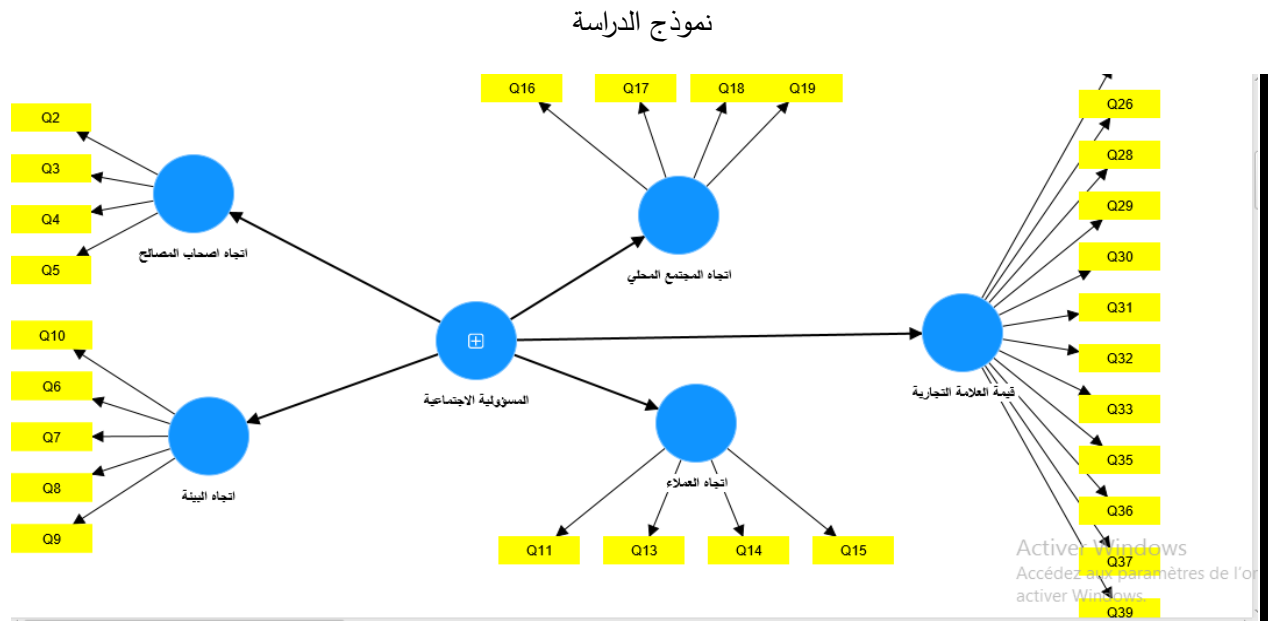 نموذج الدراسة
Q16
Q17
Q18
Q19
Q2
Q3
Q4
Q5
اتجاه اصحاب المصالح
اتجاه المجتمع المحلي
Q26
Q28
Q29
Q30
Q31
Q32
Q33
Q35
Q36
Q37
Q39
قيمة العلامة التجارية
المسؤولية الاجتماعية
Q10
Q6
Q7
Q8
Q9
اتجاه البيئة
اتجاه العملاء
Q11
Q13
Q14
Q15
Activer Windows
Accédez aux paramètres de l'or
activer Windows.